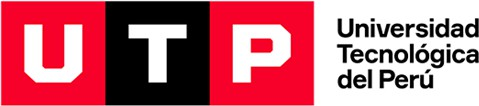 UTP
Universidad
Tecnológica
del Perú